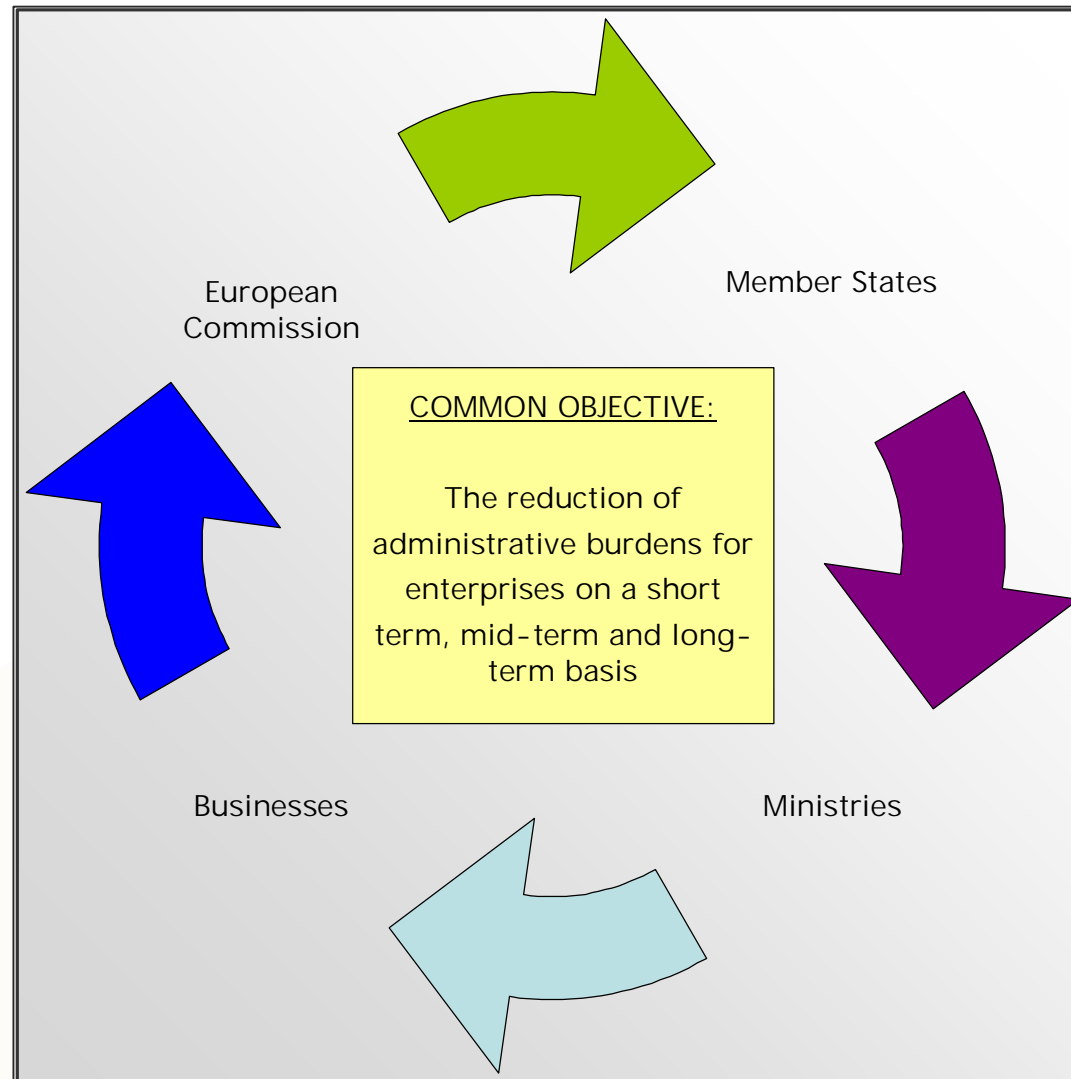 European
Commission
Member States
COMMON OBJECTIVE:
The reduction of
administrative burdens for
enterprises on a short
term, mid-term and long-
term basis
Businesses
Ministries